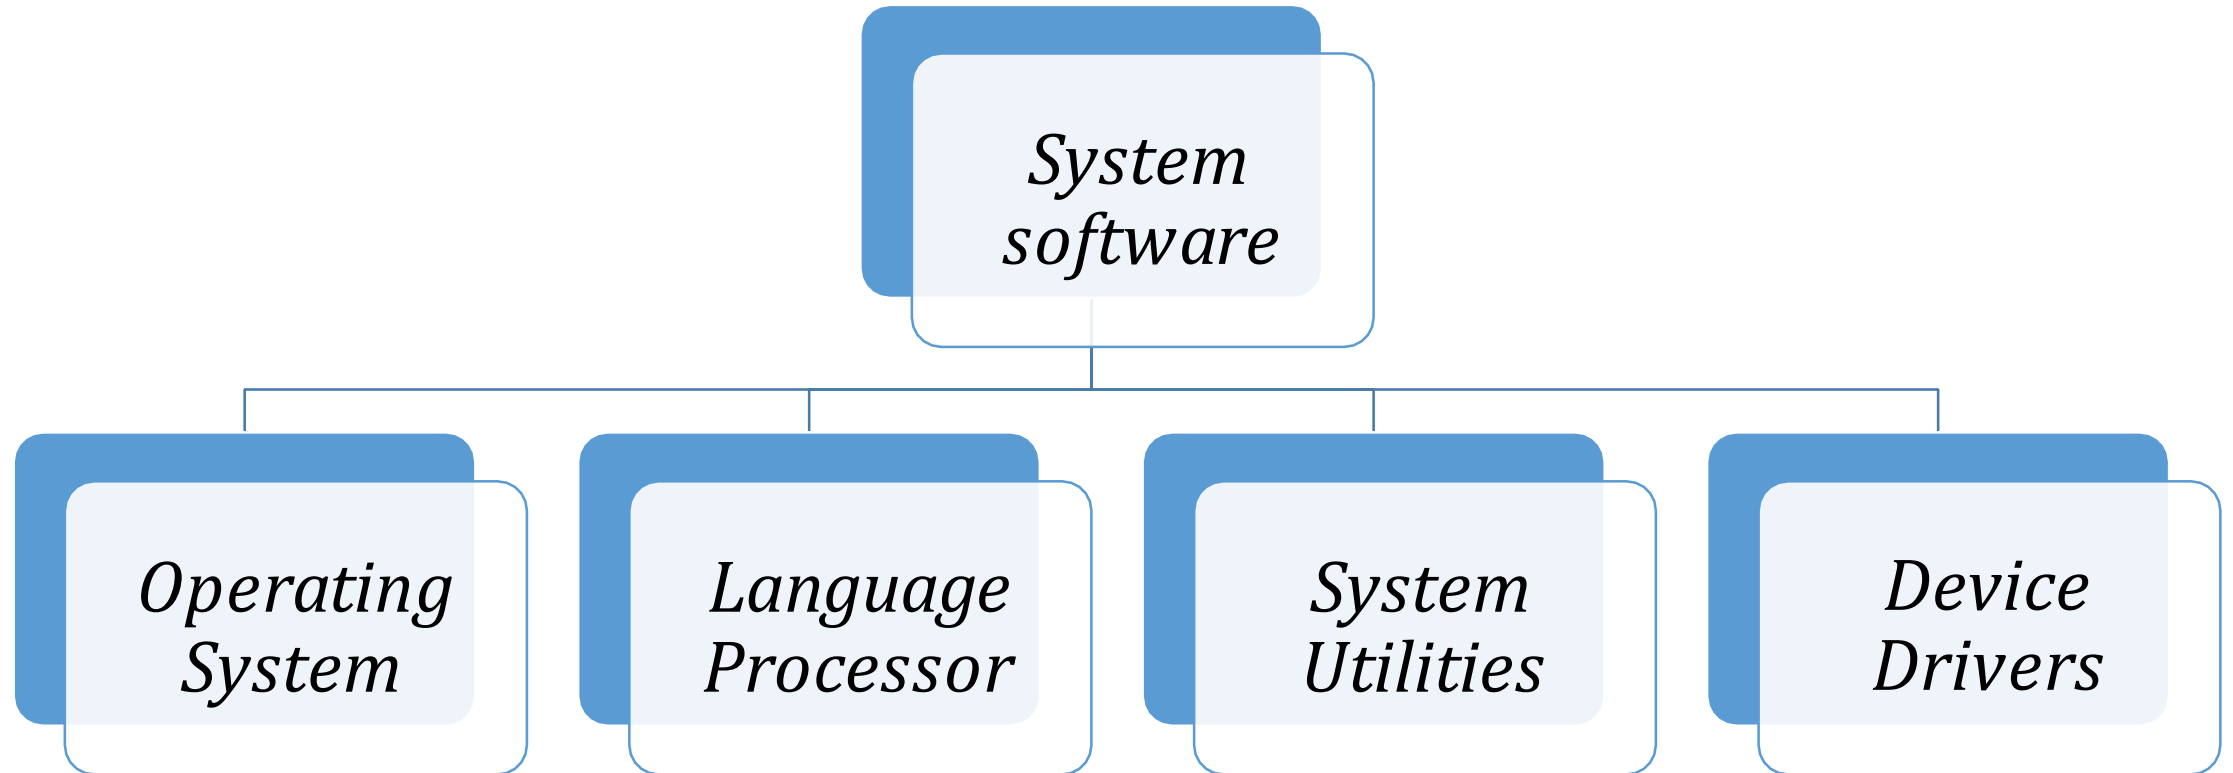 System
software
Operating
System
Language
Processor
System
Utilities
Device
Drivers